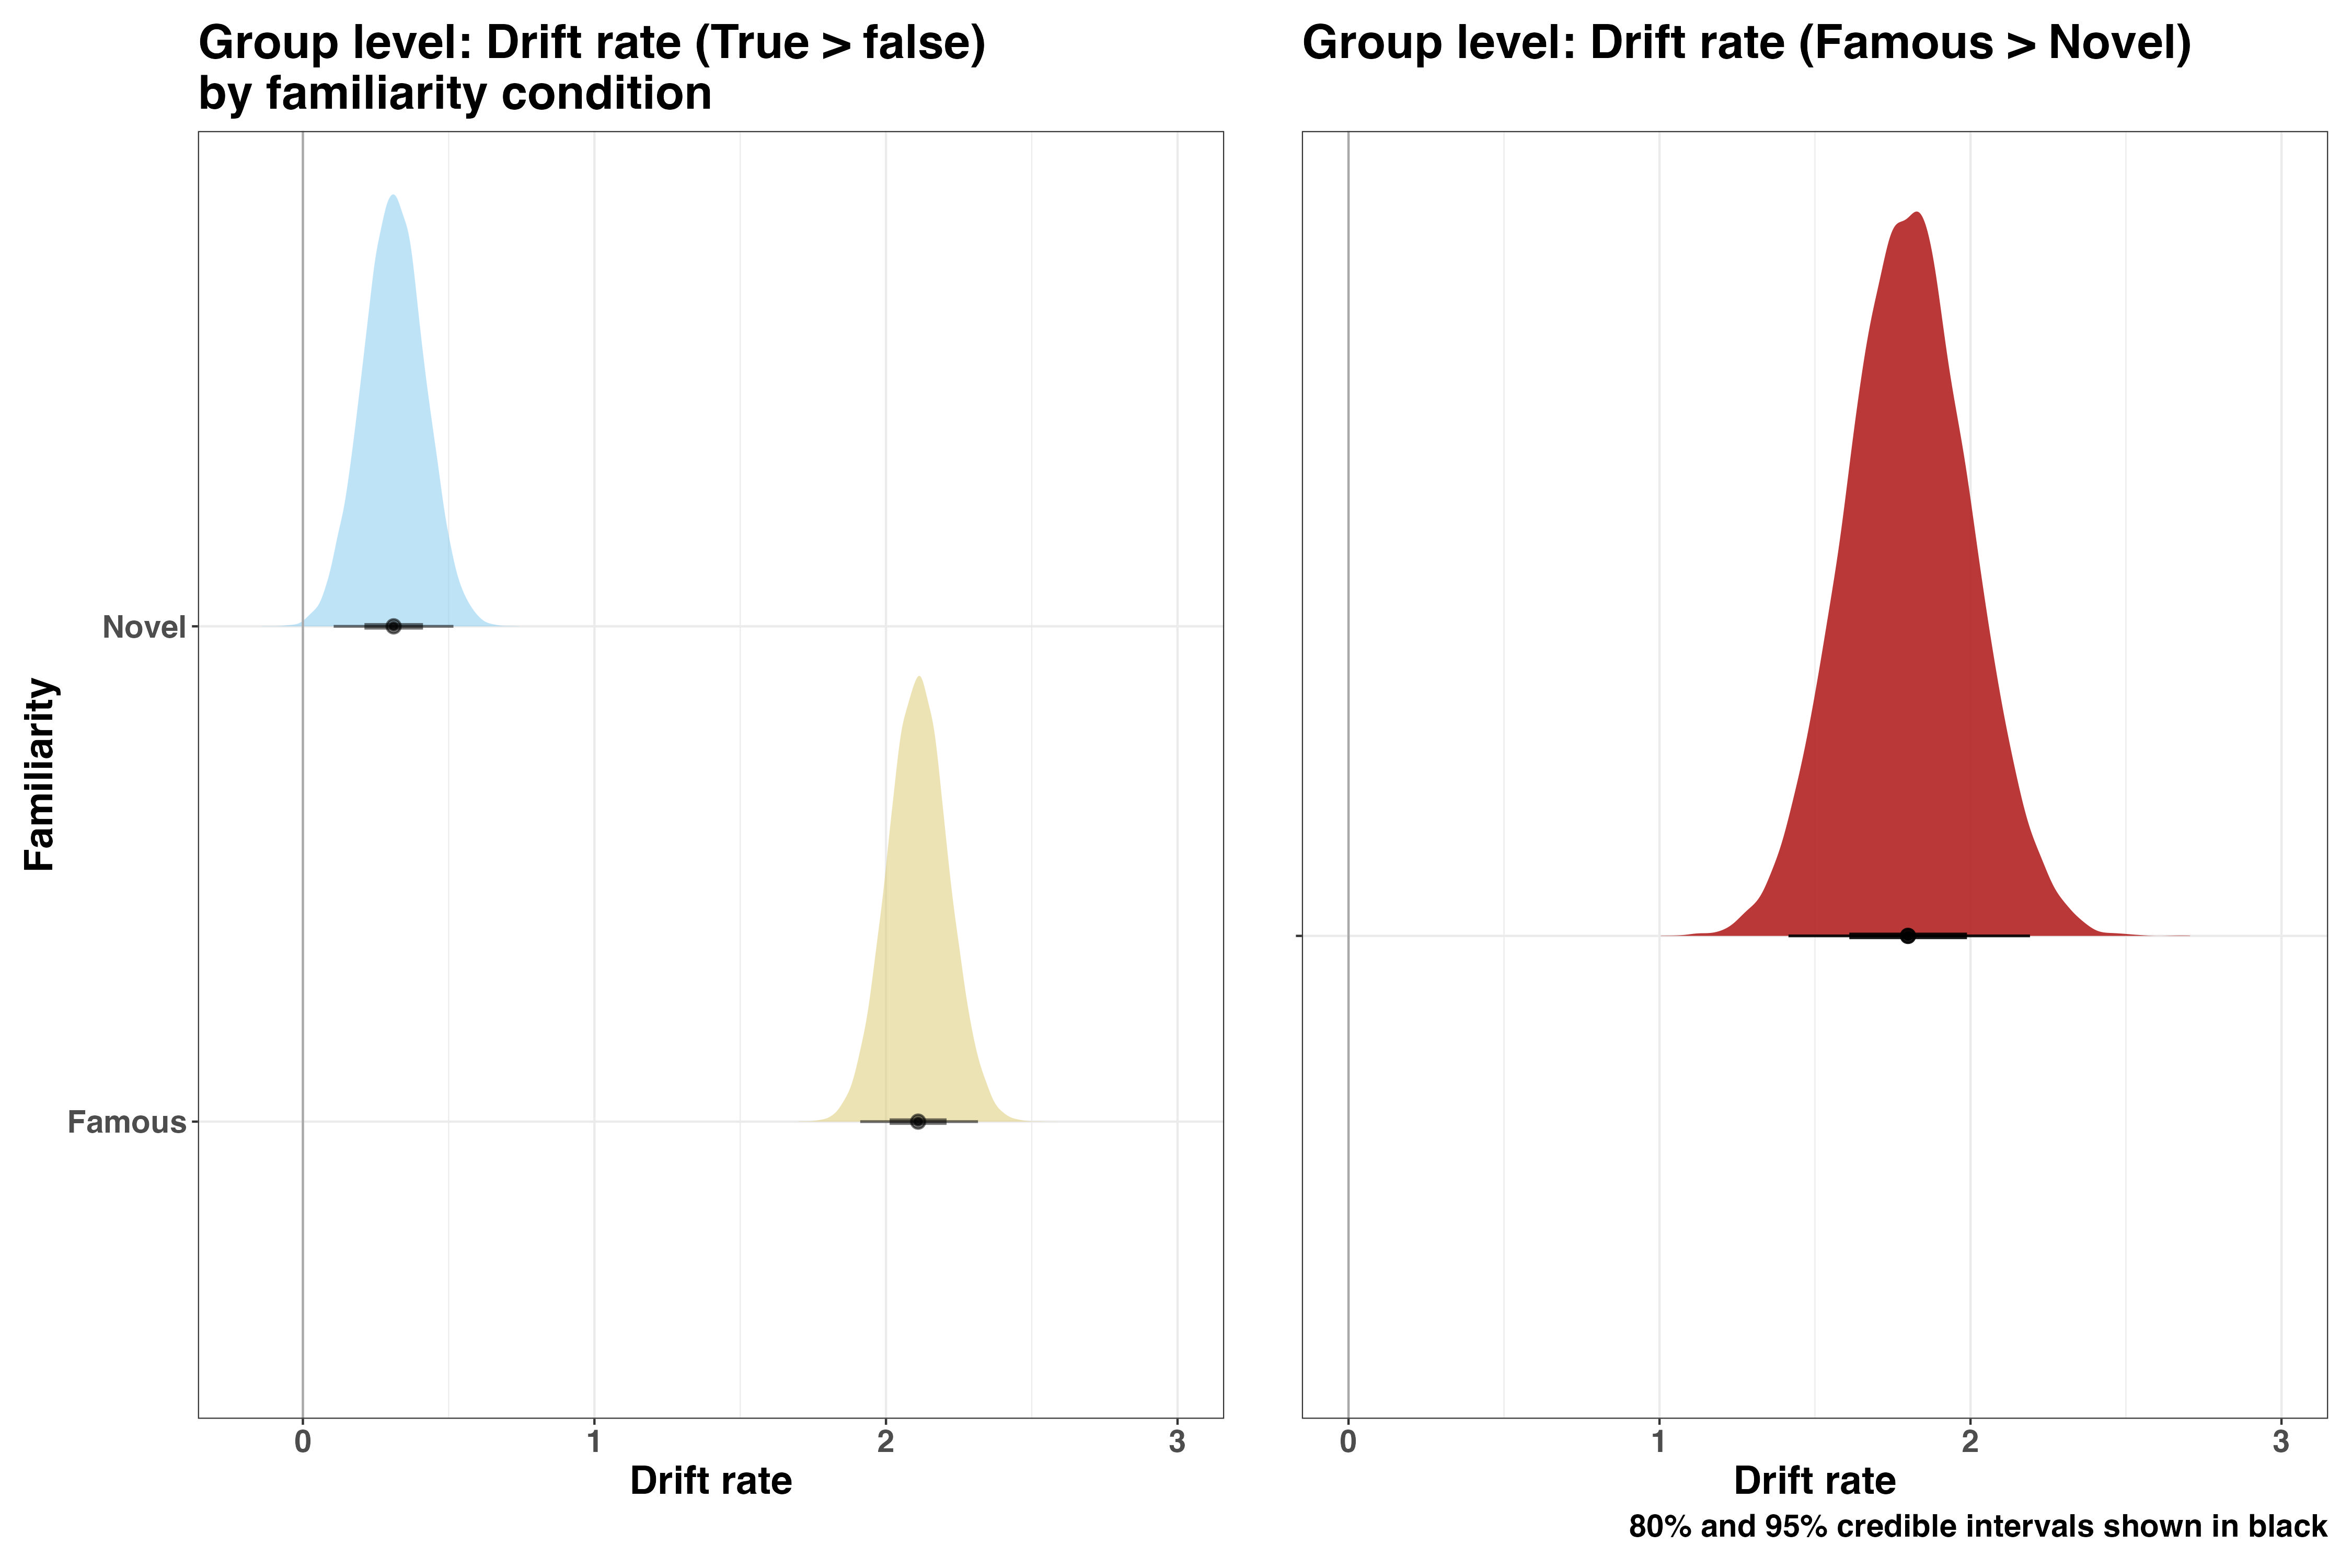 Group level: Drift rate (True > false)
by familiarity condition
Group level: Drift rate (Famous > Novel)
Familiarity
Novel
Famous
0 1 2 3
Drift rate
0 1 2 3
Drift rate
80% and 95% credible intervals shown in black